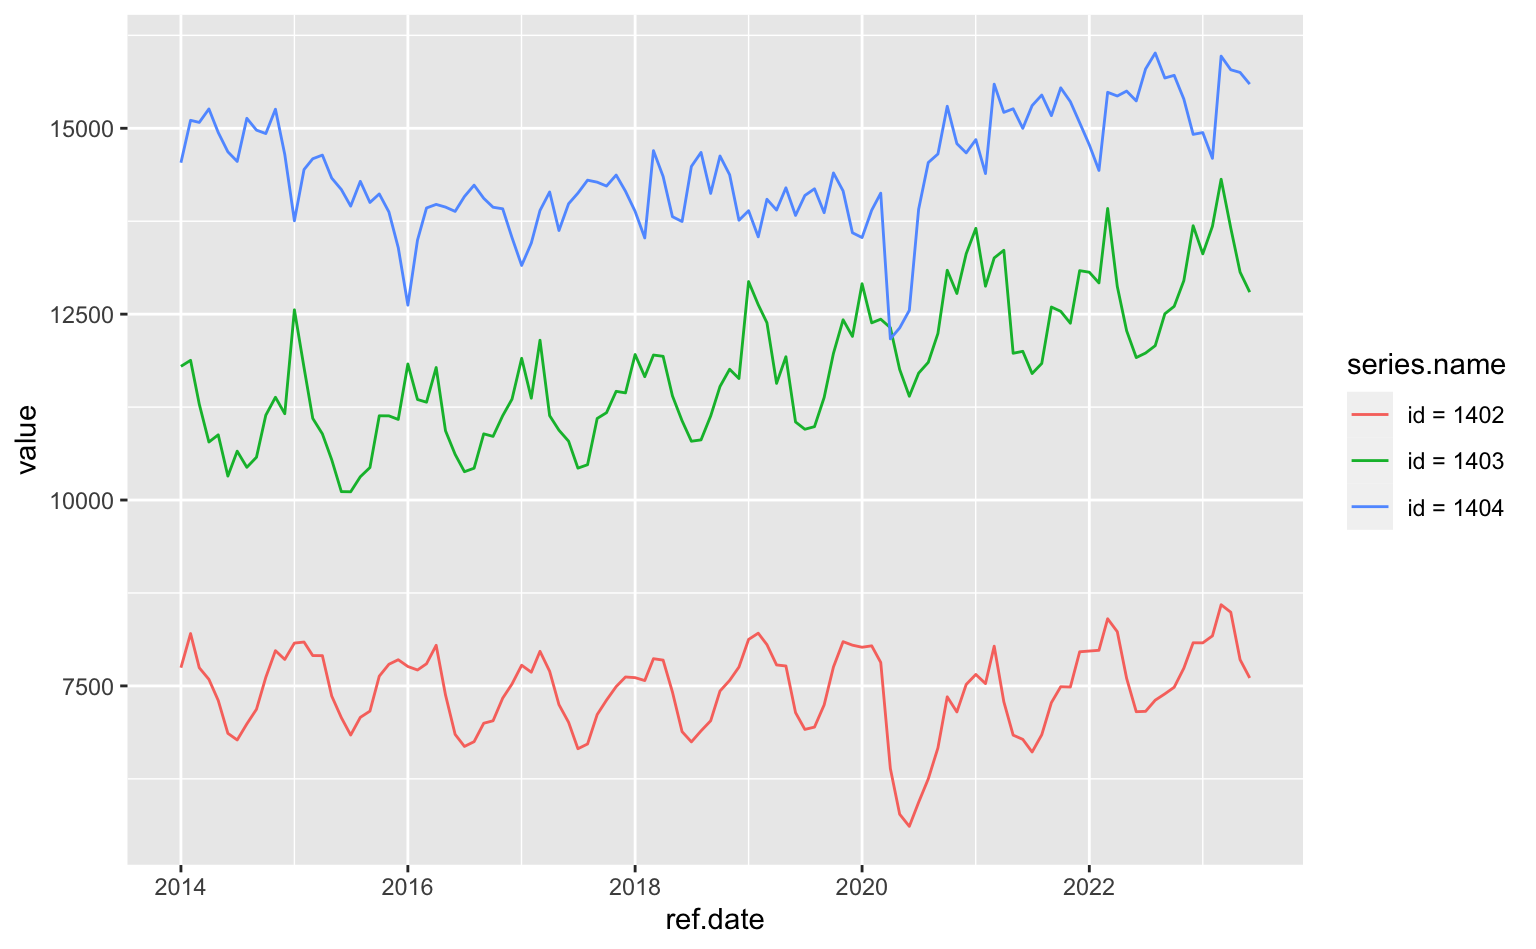 15000
12500
10000
7500
value
2014
2016
2018
2020
2022
ref.date
series.name
id = 1402
id = 1403
id = 1404